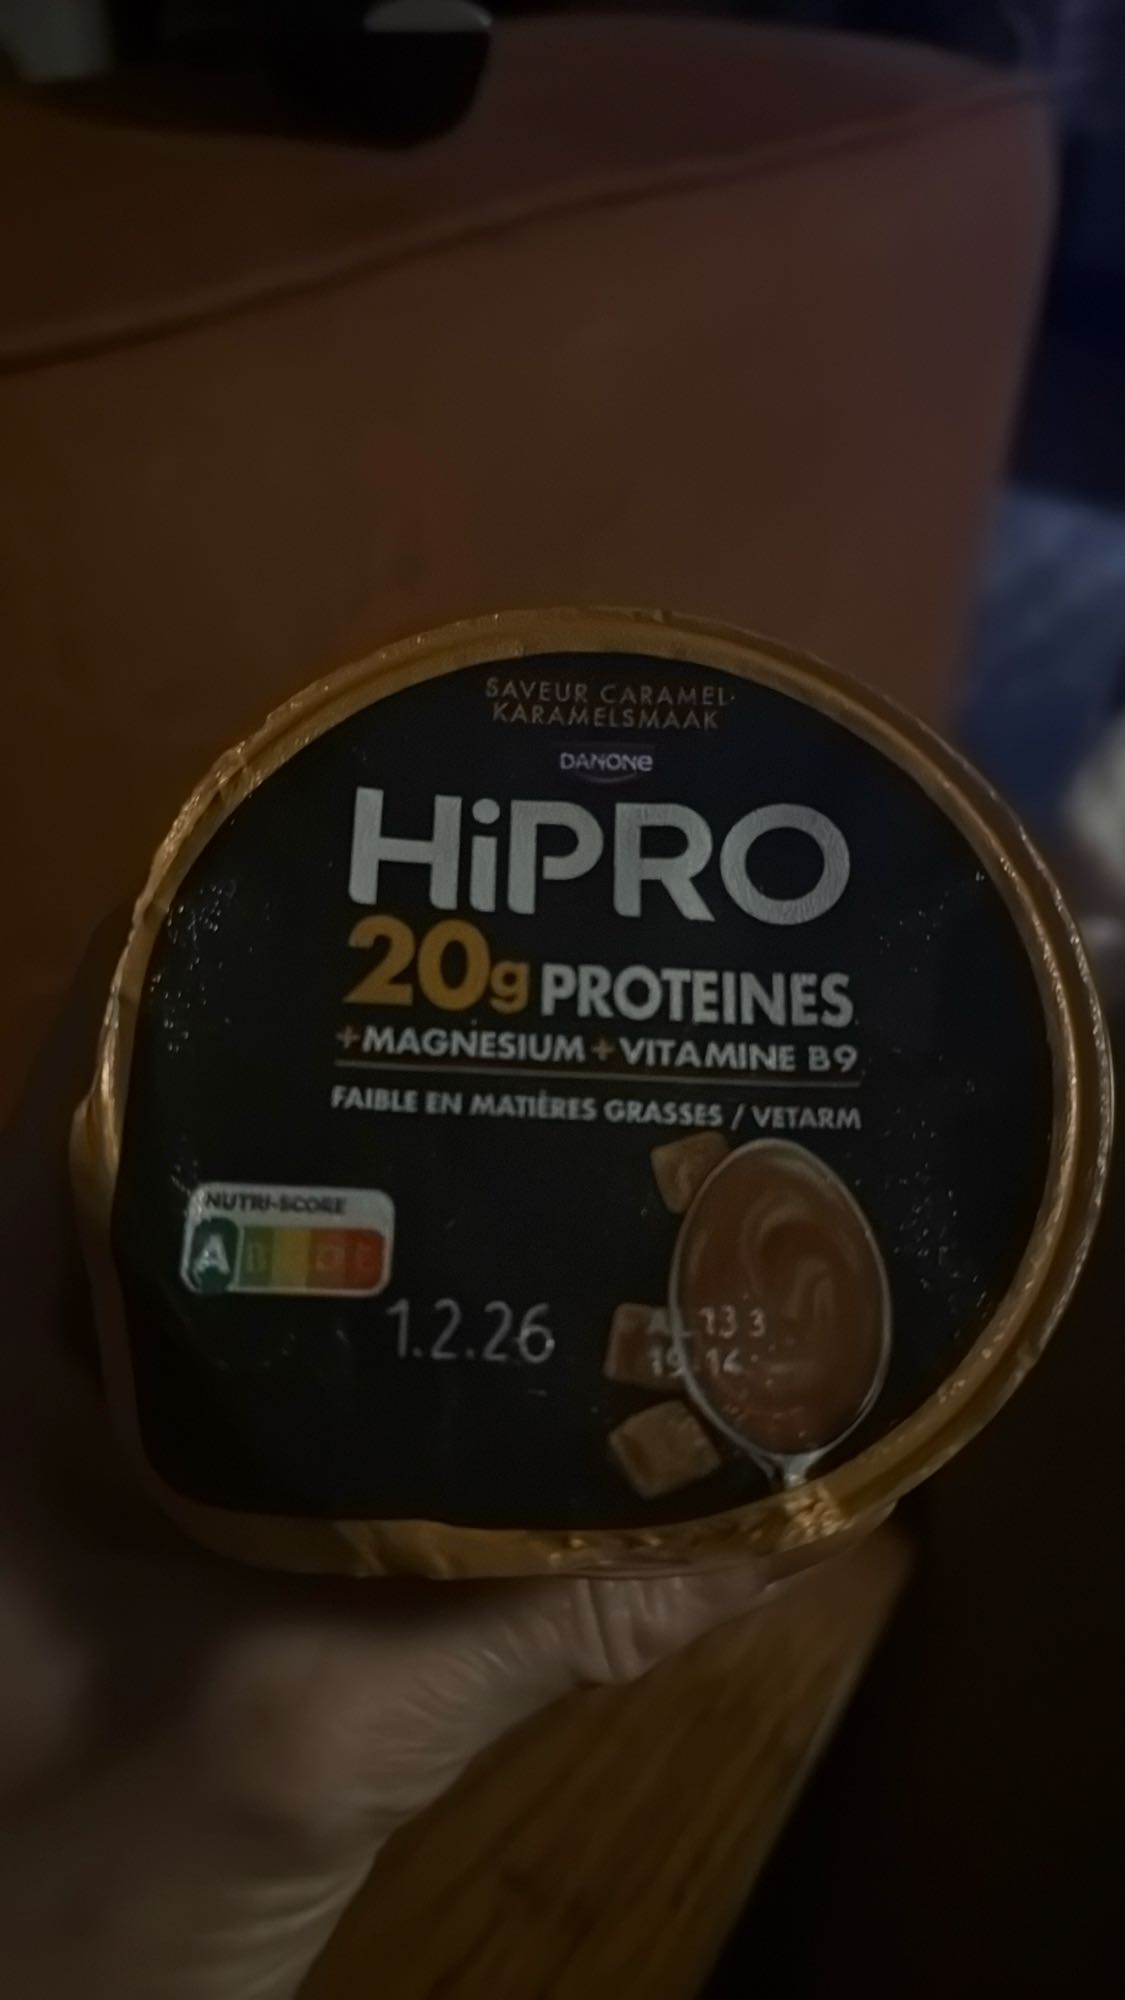 SAVEUR CARAMEL·
KARAMELSMAAK
DANONE
HiPRO
20g PROTEINES
+MAGNESIUM+VITAMINE B9
FAIBLE EN MATIÈRES GRASSES / VETARM
NUTRI-SCORE
A
1.2.26